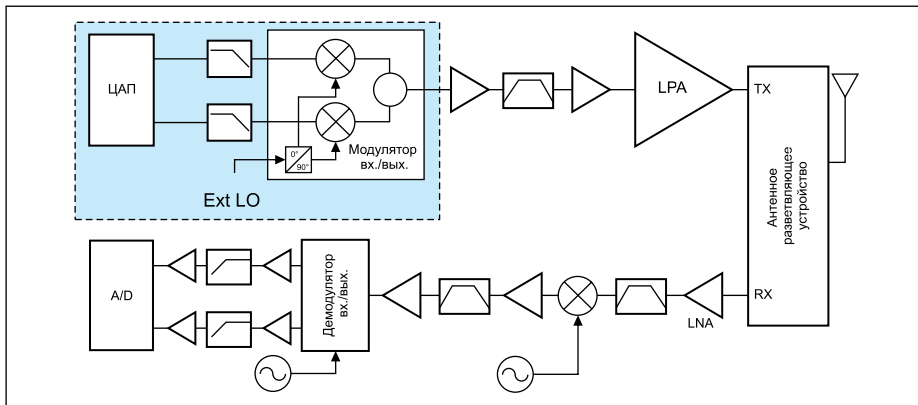 ЦАП
0°
90°
Модулятор
вх./вых.
Ext LO
LPA
TX
Антенное
разветвляющее
устройство
RX
A/D
Демодулятор
вх./вых.
LNA